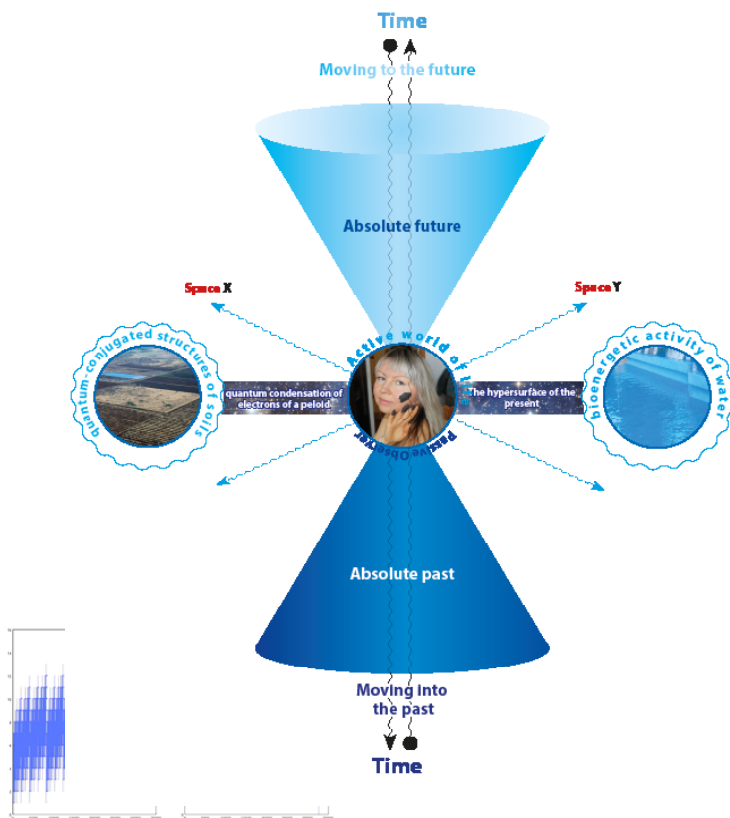 Time
Moving to the future
Absolute future
Space X
Space Y
quantum-conjugated structures of soils
Active world of
bioenergetic activity of water
quantum condensation of
electrons of a peloid
The hypersurface of the
present
Passive Observer
Absolute past
Moving into
the past
Time